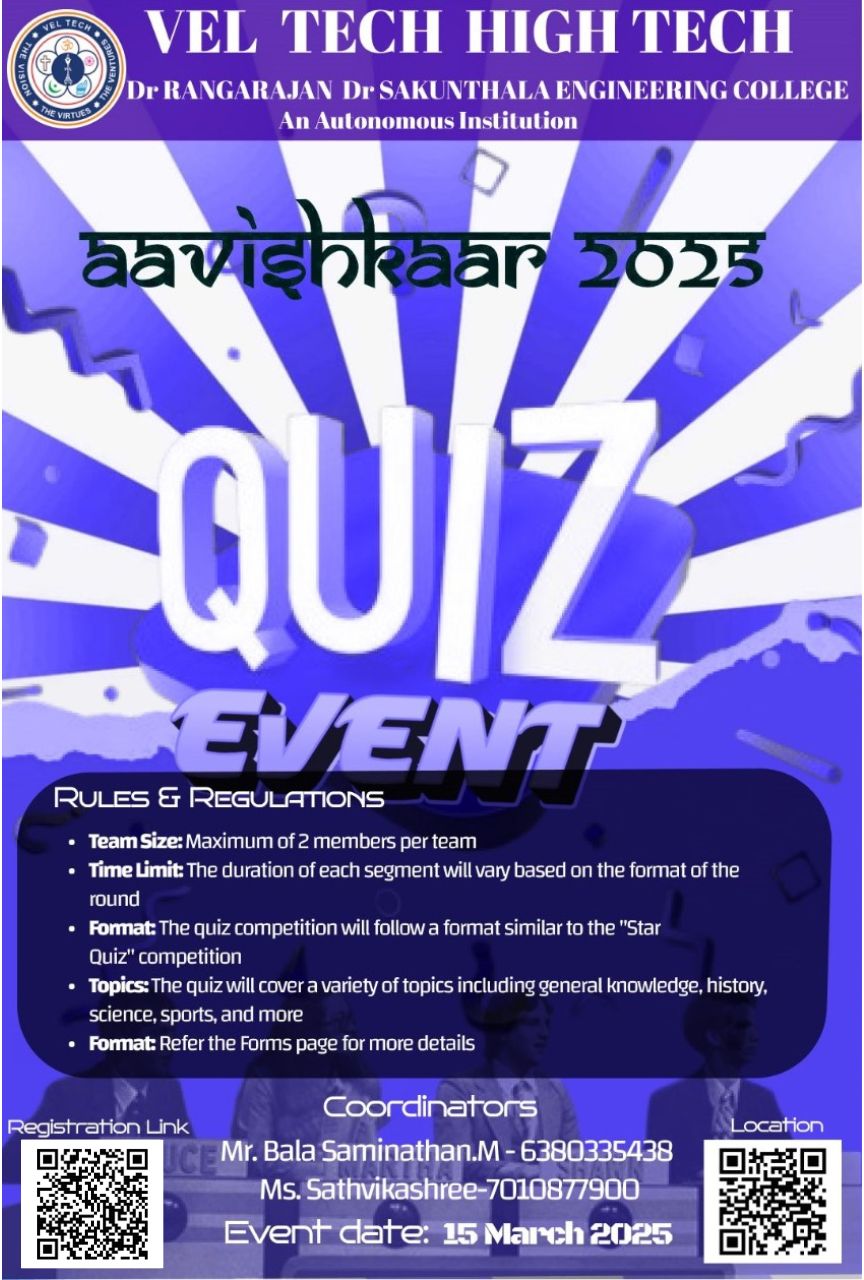 VEL TECH
THE VISION
THE VIRTUES
THE VENTURES
VEL TECH HIGH TECH
Dr RANGARAJAN Dr SAKUNTHALA ENGINEERING COLLEGE
An Autonomous Institution
aavishkaar 2025
QUIZ
EVENT
RULES & REGULATIONS
• Team Size: Maximum of 2 members per team
• Time Limit: The duration of each segment will vary based on the format of the
round
• Format: The quiz competition will follow a format similar to the "Star
Quiz" competition
• Topics: The quiz will cover a variety of topics including general knowledge, history,
science, sports, and more
• Format: Refer the Forms page for more details
Coordinators
Registration Link
Location
Mr. Bala Saminathan.M - 6380335438
Ms. Sathvikashree-7010877900
Event date: 15 March 2025